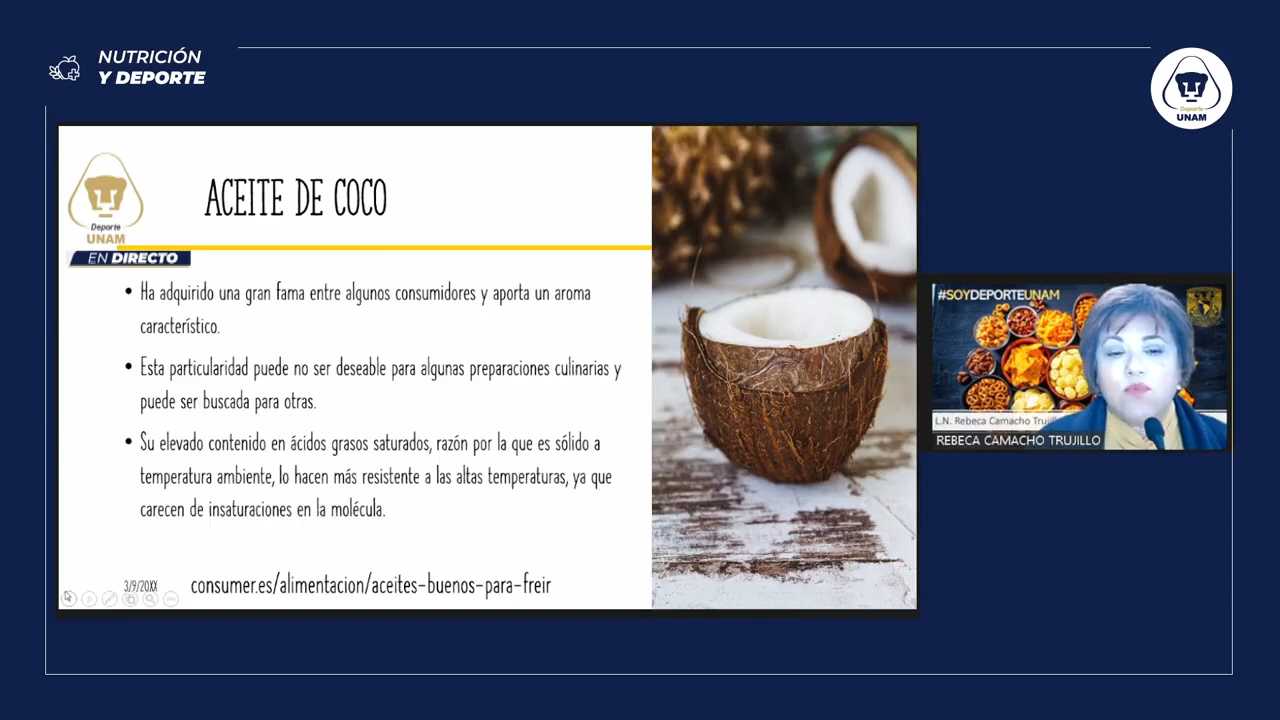 NUTRICIÓN
Y DEPORTE
Deporte
UNAM
Deporte
UNAM
EN DIRECTO
ACEITE DE COCO
• Ha adquirido una gran fama entre algunos consumidores y aporta un aroma
característico.
• Esta particularidad puede no ser deseable para algunas preparaciones culinarias y
puede ser buscada para otras.
• Su elevado contenido en ácidos grasos saturados, razón por la que es sólido a
temperatura ambiente, lo hacen más resistente a las altas temperaturas, ya que
carecen de insaturaciones en la molécula.
3/9/20XX
consumer.es/alimentacion/aceites-buenos-para-freir
#SOYDEPORTEUNAM
L.N. Rebeca Camacho
REBECA CAMACHO TRUJILLO